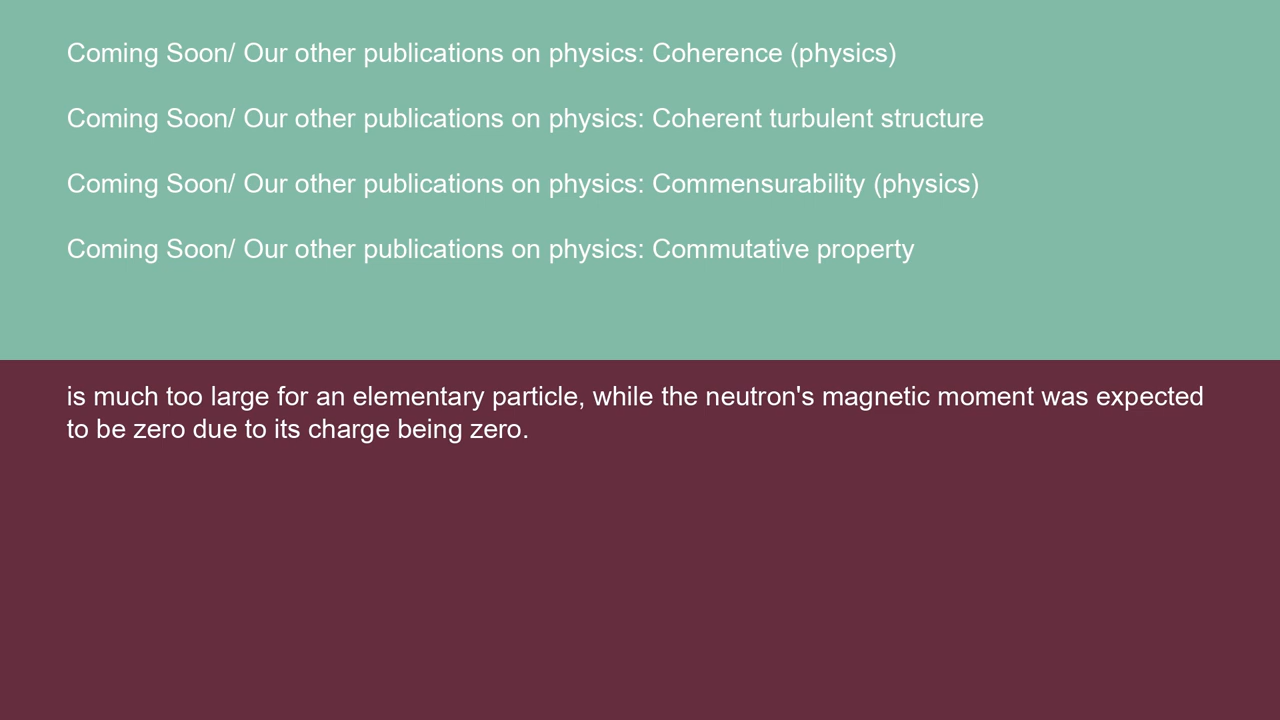 Coming Soon/ Our other publications on physics: Coherence (physics)
Coming Soon/ Our other publications on physics: Coherent turbulent structure
Coming Soon/ Our other publications on physics: Commensurability (physics)
Coming Soon/ Our other publications on physics: Commutative property
is much too large for an elementary particle, while the neutron's magnetic moment was expected
to be zero due to its charge being zero.